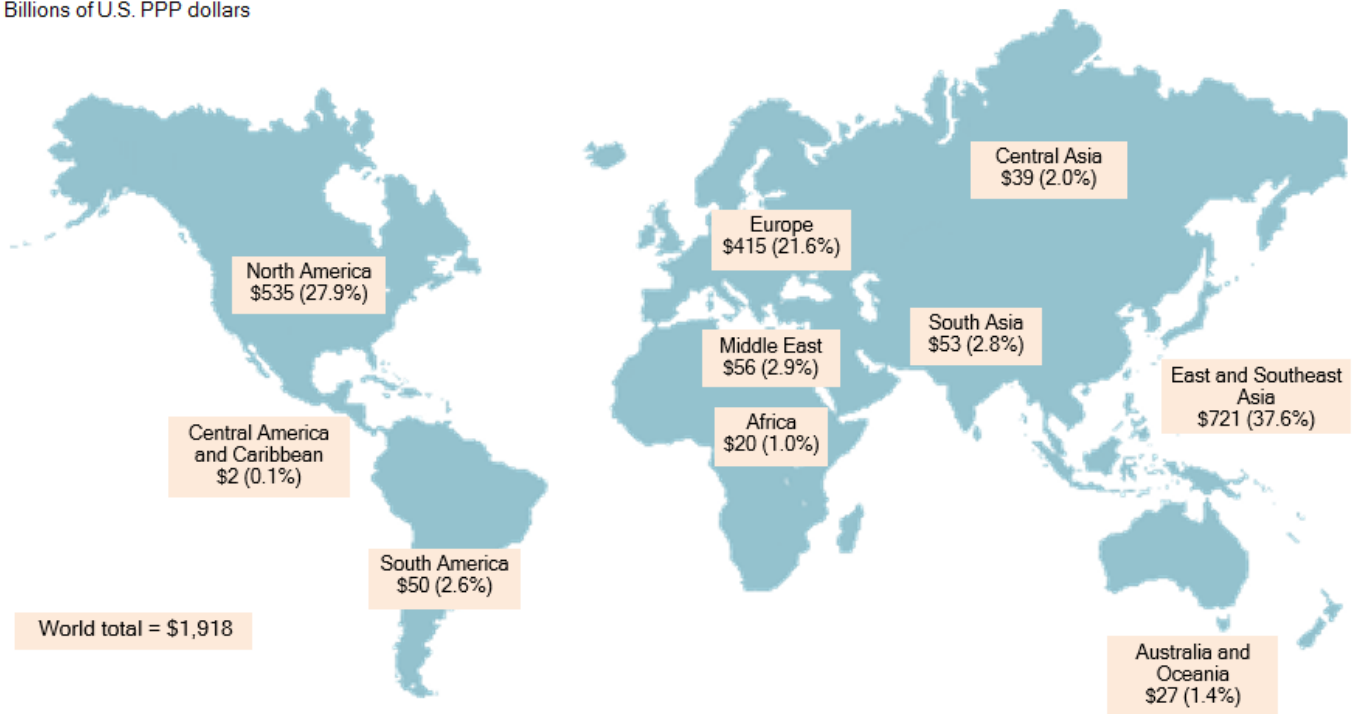 Billions of U.S. PPP dollars
Central Asia
$39 (2.0%)
Europe
$415 (21.6%)
North America
$535 (27.9%)
South Asia
$53 (2.8%)
Middle East
$56 (2.9%)
East and Southeast
Asia
$721 (37.6%)
Africa
$20 (1.0%)
Central America
and Caribbean
$2 (0.1%)
South America
$50 (2.6%)
World total = $1,918
Australia and
Oceania
$27 (1.4%)